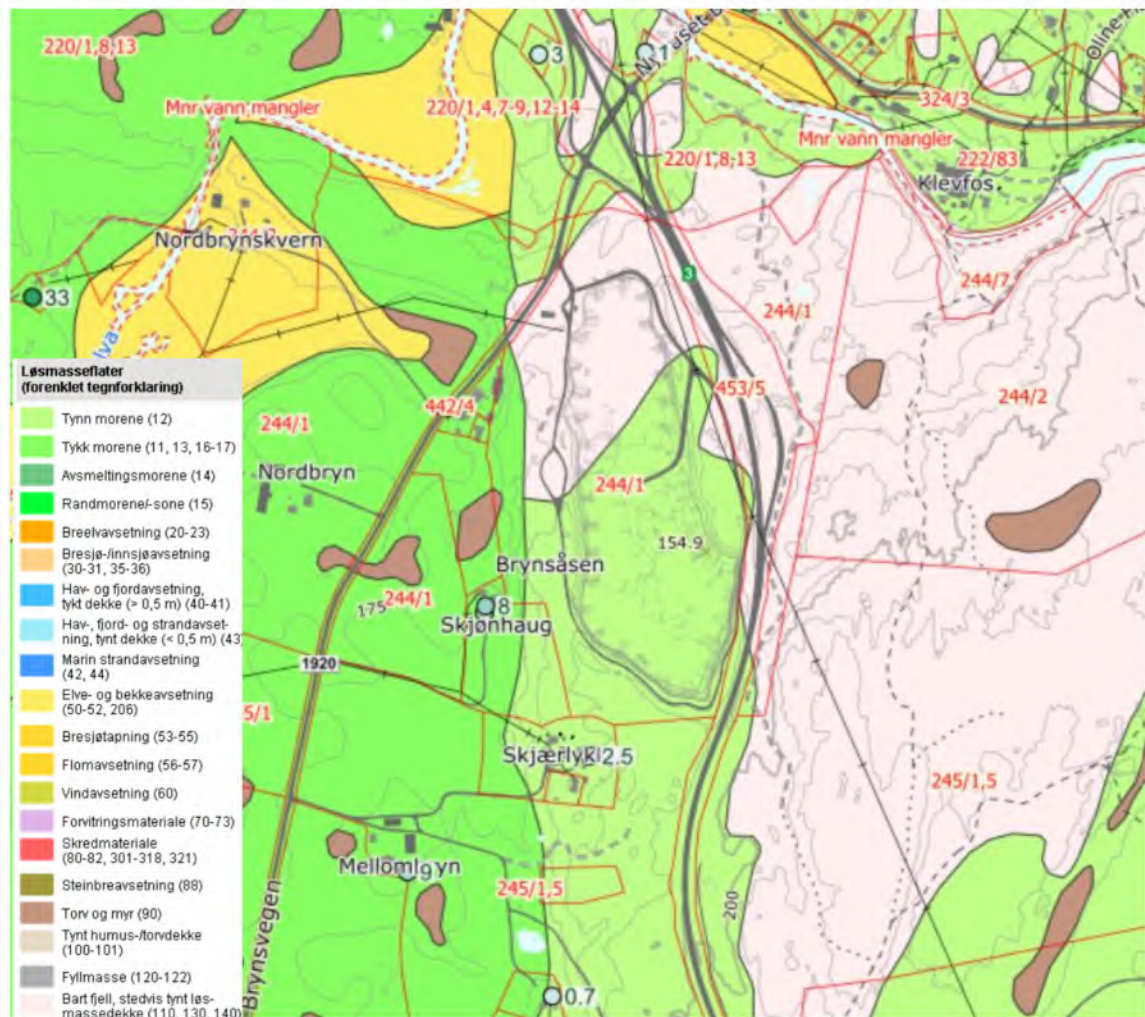 220/1,8,13
3
1
220/1,4,7-9,12-14
Mnr vann mangler
324/3
Mnr vann mangler
220/1,8,13
222/83
Klevfos
Nordbrynskvern
33
3
244/7
244/1
Løsmasseflater
(forenklet tegnforklaring)
Tynn morene (12)
Tykk morene (11, 13, 16-17)
Avsmeltingsmorene (14)
Randmorene/-sone (15)
Breelvavsetning (20-23)
Bresjø-/innsjøavsetning
(30-31, 35-36)
Hav- og fjordavsetning,
tykt dekke (> 0,5 m) (40-41)
Hav-, fjord- og strandavset-
ning, tynt dekke (< 0,5 m) (43)
Marin strandavsetning
(42, 44)
Elve- og bekkeavsetning
(50-52, 206)
Bresjøtapning (53-55)
Flomavsetning (56-57)
Vindavsetning (60)
Forvitringsmateriale (70-73)
Skredmateriale
(80-82, 301-318, 321)
Steinbreavsetning (88)
Torv og myr (90)
Tynt humus-/torvdekke
(100-101)
Fyllmasse (120-122)
Bart fjell, stedvis tynt løs-
massedekke (110, 130, 140)
453/5
244/2
442/4
244/1
Nordbryn
244/1
154.9
Brynsåsen
8
244/1
175
Skjønhaug
1920
5/1
Skjærlykl
2.5
245/1,5
9
245/1,5
200
Brynsvegen
0.7